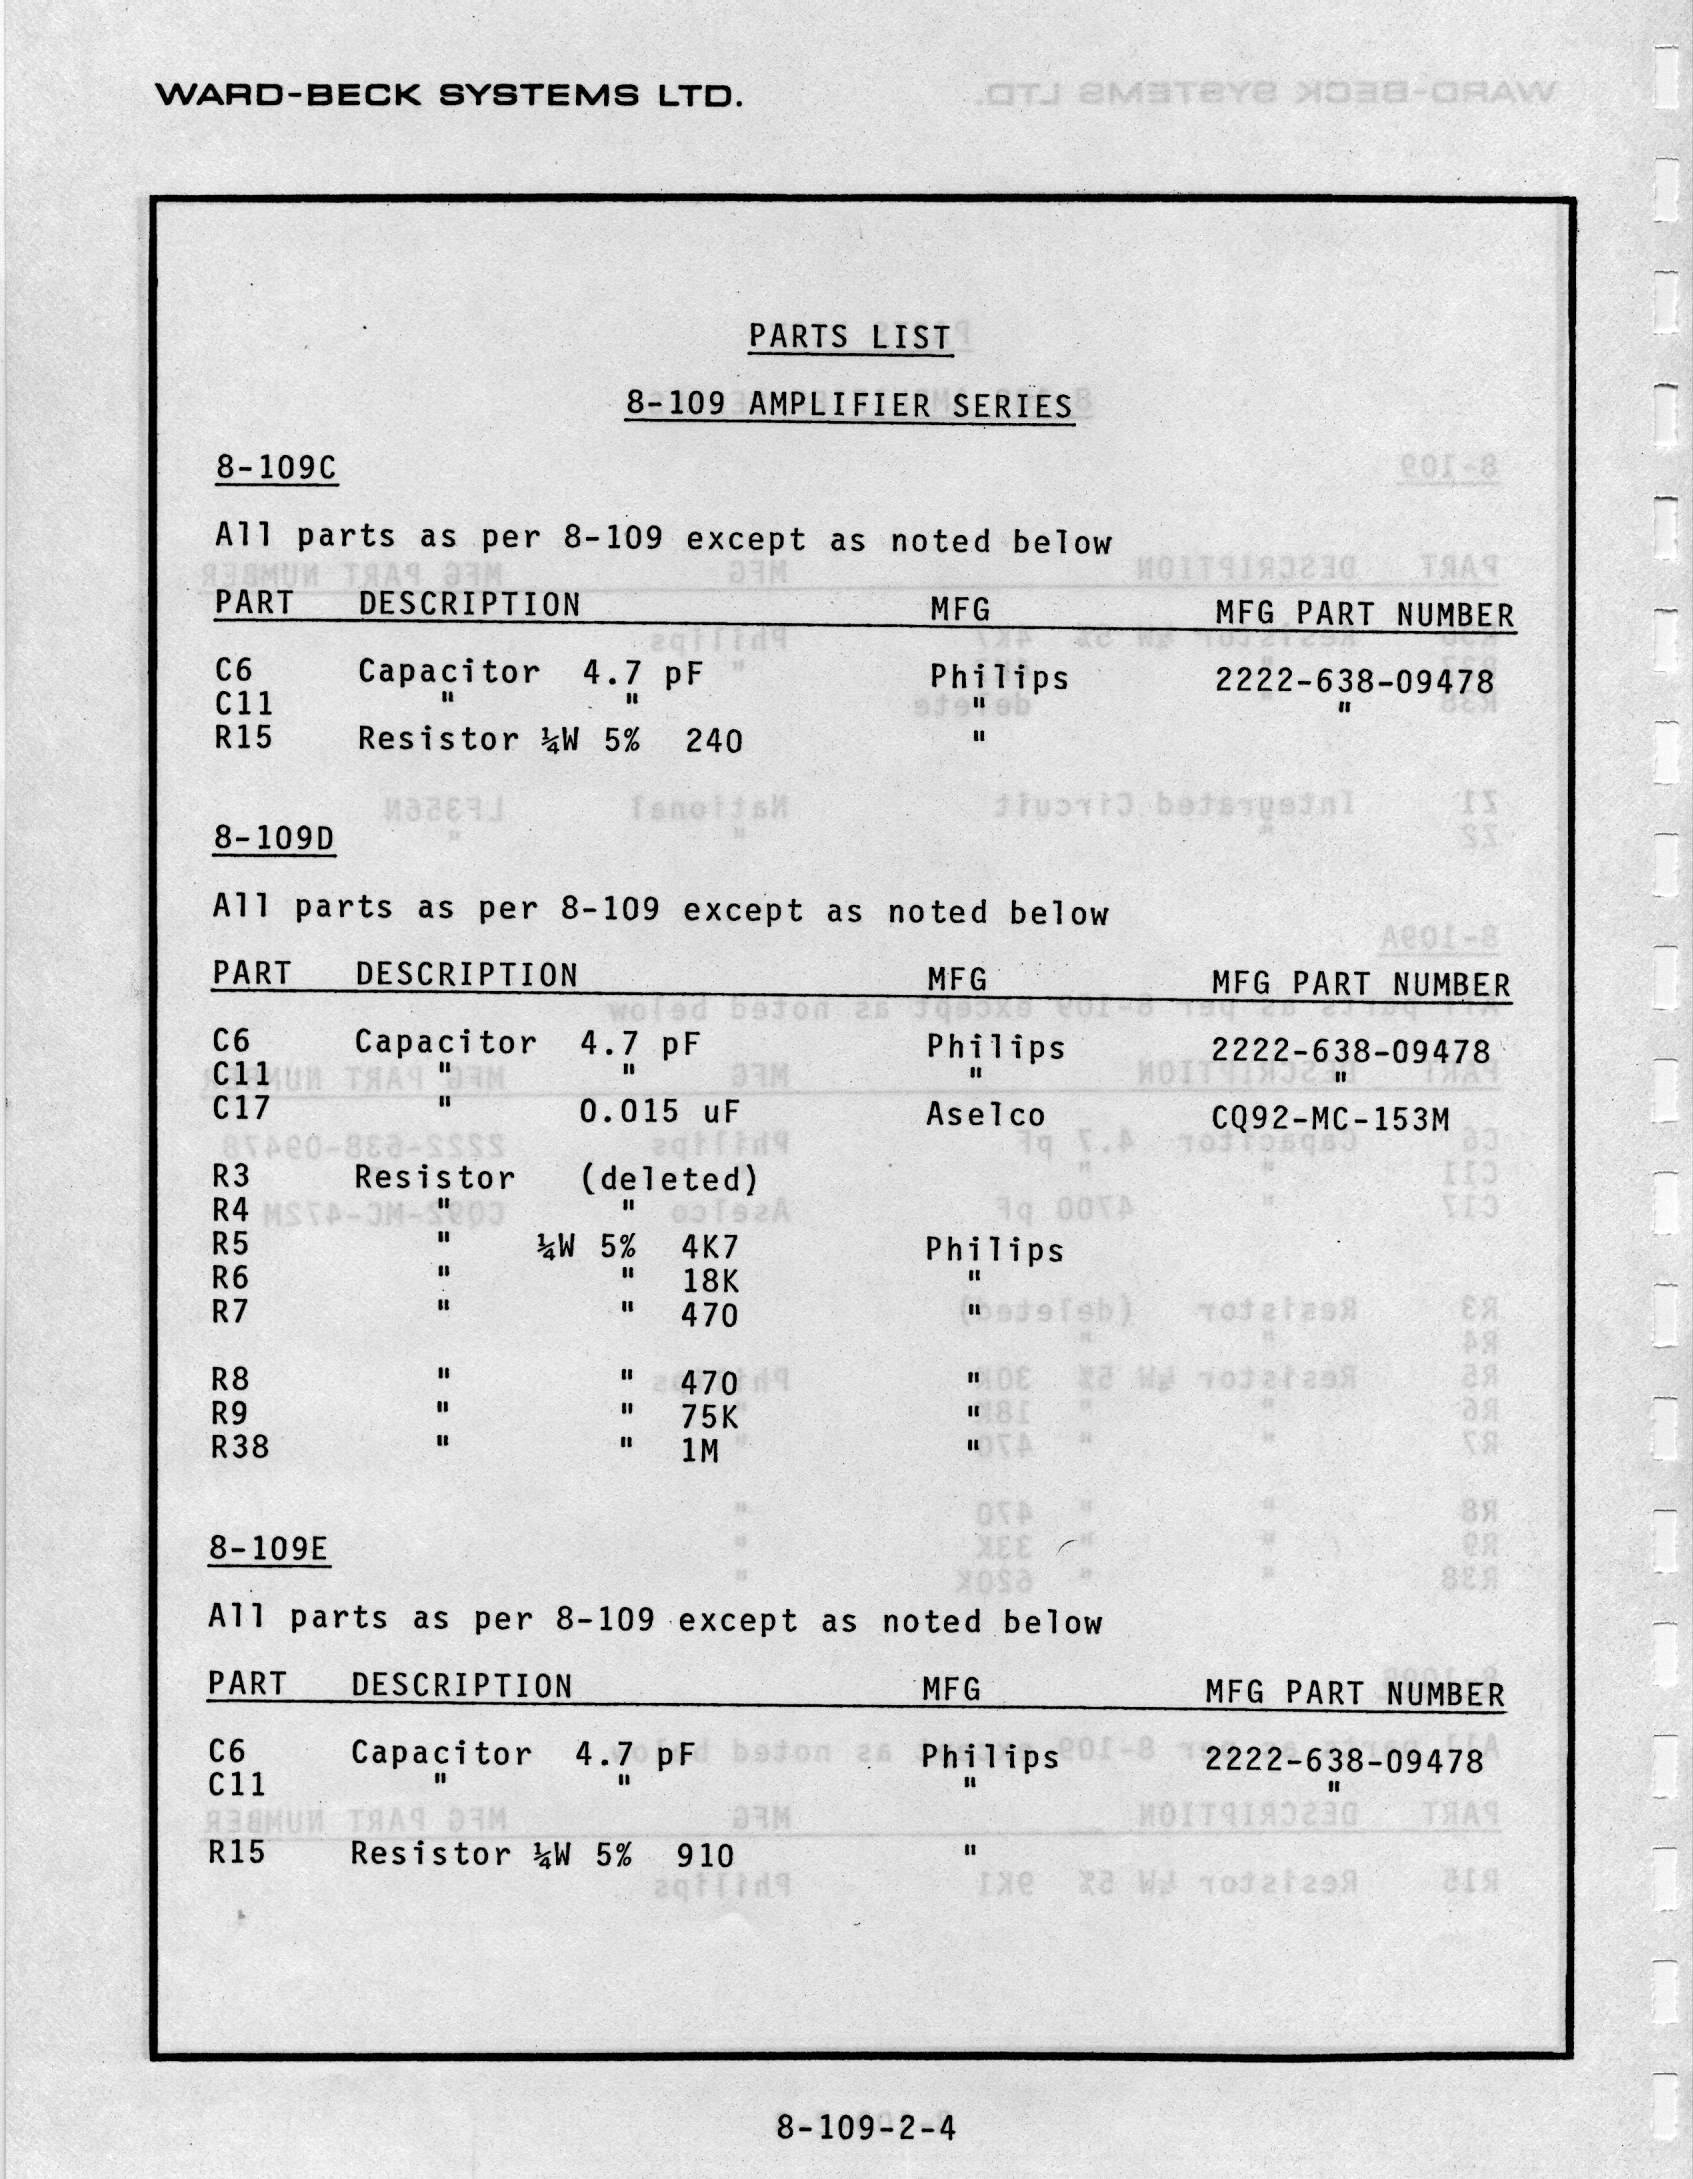 WARD-BECK SYSTEMS LTD.
PARTS LIST
8-109 AMPLIFIER SERIES
8-109C
All parts as per 8-109 except as noted below
PART DESCRIPTION MFG MFG PART NUMBER
C6 Capacitor 4.7 pF Philips 2222-638-09478
C11 " " " "
R15 Resistor ¼W 5% 240 "
8-109D
All parts as per 8-109 except as noted below
PART DESCRIPTION MFG MFG PART NUMBER
C6 Capacitor 4.7 pF Philips 2222-638-09478
C11 " " " "
C17 " 0.015 uF Aselco CQ92-MC-153M
R3 Resistor (deleted)
R4 " "
R5 " ¼W 5% 4K7 Philips
R6 " " 18K "
R7 " " 470 "
R8 " " 470 "
R9 " " 75K "
R38 " " 1M "
8-109E
All parts as per 8-109 except as noted below
PART DESCRIPTION MFG MFG PART NUMBER
C6 Capacitor 4.7 pF Philips 2222-638-09478
C11 " " " "
R15 Resistor ¼W 5% 910 "
8-109-2-4